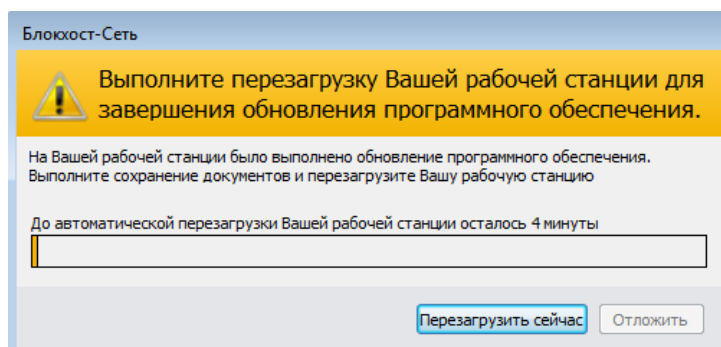 Блокхост-Сеть
Выполните перезагрузку Вашей рабочей станции для
завершения обновления программного обеспечения.
На Вашей рабочей станции было выполнено обновление программного обеспечения.
Выполните сохранение документов и перезагрузите Вашу рабочую станцию
До автоматической перезагрузки Вашей рабочей станции осталось 4 минуты
Перезагрузить сейчас
Отложить